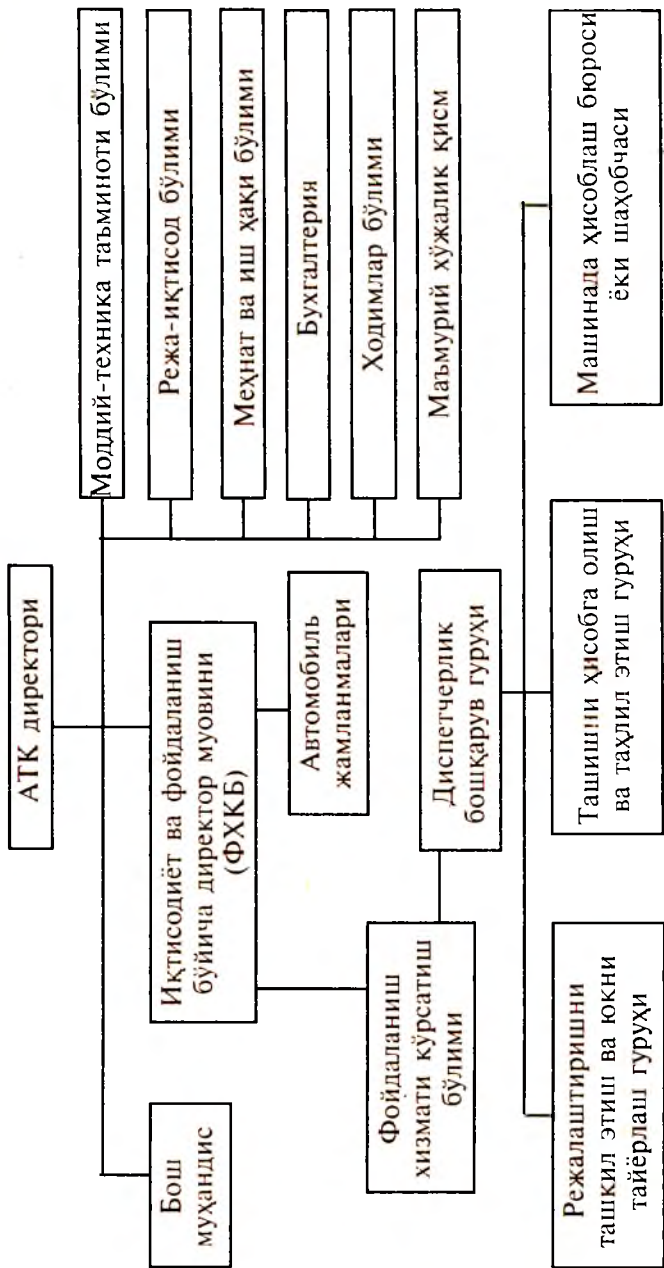 АТК директори
Бош
муҳандис
Иқтисодиёт ва фойдаланиш
бўйича директор муовини
(ФХКБ)
Моддий-техника таъминоти бўлими
Режа-иқтисод бўлими
Меҳнат ва иш ҳақи бўлими
Бухгалтерия
Ходимлар бўлими
Маъмурий хўжалик қисм
Автомобиль
жамланмалари
Фойдаланиш
хизмати кўрсатиш
бўлими
Диспетчерлик
бошқарув гуруҳи
Режалаштиришни
ташкил этиш ва юкни
тайёрлаш гуруҳи
Ташишни ҳисобга олиш
ва таҳлил этиш гуруҳи
Машинада ҳисоблаш бюроси
ёки шаҳобчаси